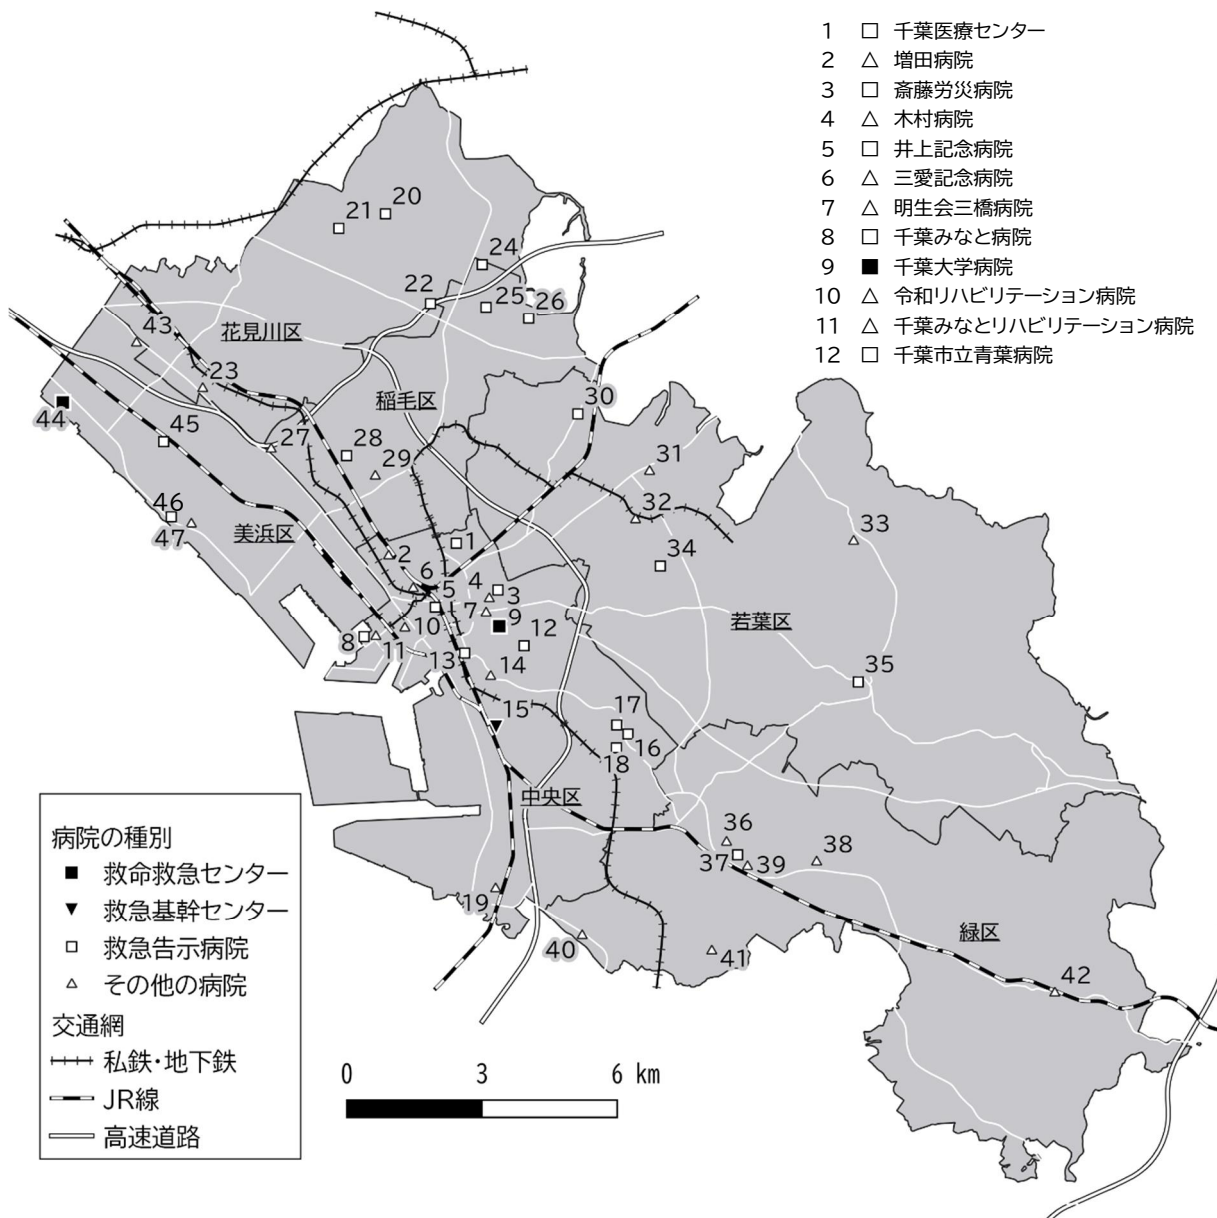 1 □ 千葉医療センター
2 △ 増田病院
3 □ 斎藤労災病院
4 △ 木村病院
5 □ 井上記念病院
6 △ 三愛記念病院
7 △ 明生会三橋病院
8 □ 千葉みなと病院
9 ■ 千葉大学病院
10 △ 令和リハビリテーション病院
11 △ 千葉みなとリハビリテーション病院
12 □ 千葉市立青葉病院
20
21
24
22
25
26
花見川区
43
23
稲毛区
30
44
45
27
28
29
31
46
47
美浜区
32
33
1
2
34
6
5
4
3
7
9
若葉区
8
11
10
12
13
14
35
15
17
16
18
中央区
36
37
39
38
19
40
41
緑区
42
病院の種別
■ 救命救急センター
▼ 救急基幹センター
□ 救急告示病院
△ その他の病院
交通網
私鉄・地下鉄
JR線
高速道路
0 3 6 km